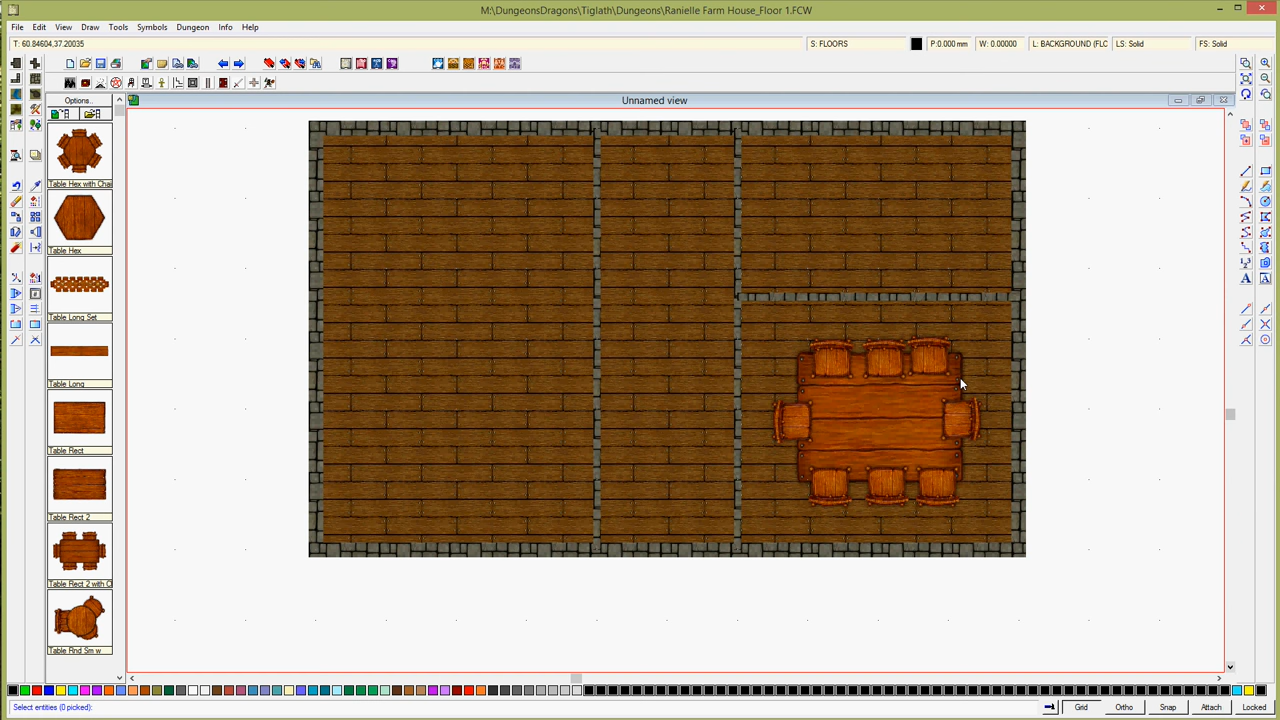 M:\DungeonsDragons\Tiglath\Dungeons\Ranielle Farm House_Floor 1.FCW
File Edit View Draw Tools Symbols Dungeon Info Help
T: 60.84604,37.20035 S: FLOORS P:0.000 mm W: 0.00000 L: BACKGROUND (FLC LS: Solid FS: Solid
Options..
Unnamed view
Table Hex with Chai
Table Hex
Table Long Set
Table Long
Table Rect
Table Rect 2
Table Rect 2 with C
Table Rnd Sm w
Select entities (0 picked): Grid Ortho Snap Attach Locked